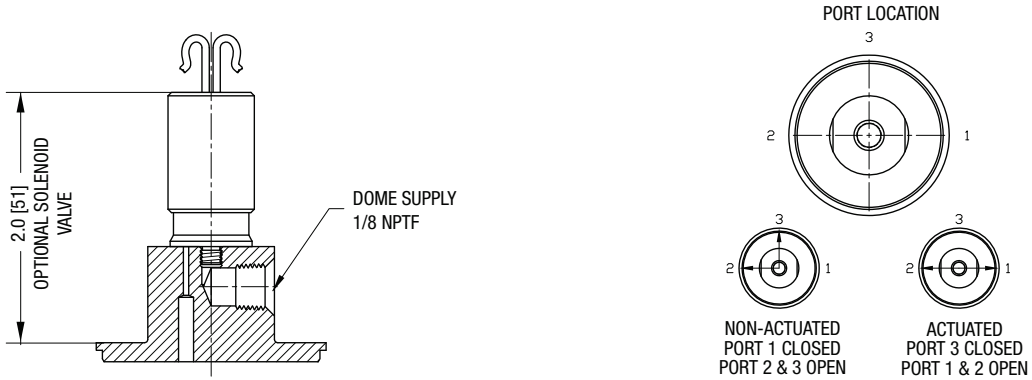 2.0 [51]
OPTIONAL SOLENOID
VALVE
DOME SUPPLY
1/8 NPTF
PORT LOCATION
3
2
1
3
2
1
NON-ACTUATED
PORT 1 CLOSED
PORT 2 & 3 OPEN
3
2
1
ACTUATED
PORT 3 CLOSED
PORT 1 & 2 OPEN